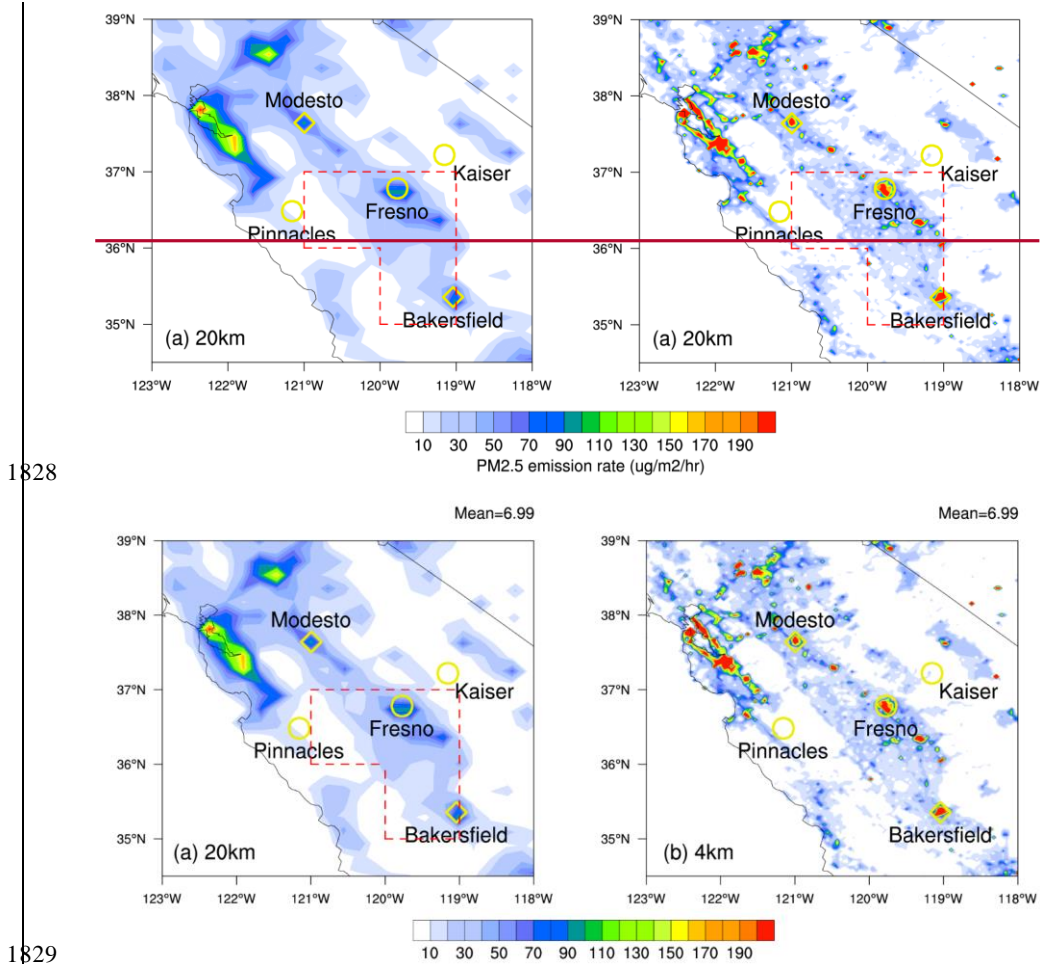 39°N 39°N
38°N 38°N
Modesto Modesto
37°N 37°N
Kaiser Kaiser
Fresno Fresno
36°N 36°N
Pinnacles Pinnacles
35°N 35°N
Bakersfield Bakersfield
(a) 20km (a) 20km
123°W 122°W 121°W 120°W 119°W 118°W 123°W 122°W 121°W 120°W 119°W 118°W
10 30 50 70 90 110 130 150 170 190
PM2.5 emission rate (ug/m2/hr)
1828
Mean=6.99 Mean=6.99
39°N 39°N
38°N 38°N
Modesto Modesto
37°N 37°N
Kaiser Kaiser
Fresno Fresno
Pinnacles Pinnacles
36°N 36°N
Bakersfield Bakersfield
35°N 35°N
(a) 20km (b) 4km
123°W 122°W 121°W 120°W 119°W 118°W 123°W 122°W 121°W 120°W 119°W 118°W
10 30 50 70 90 110 130 150 170 190
1829